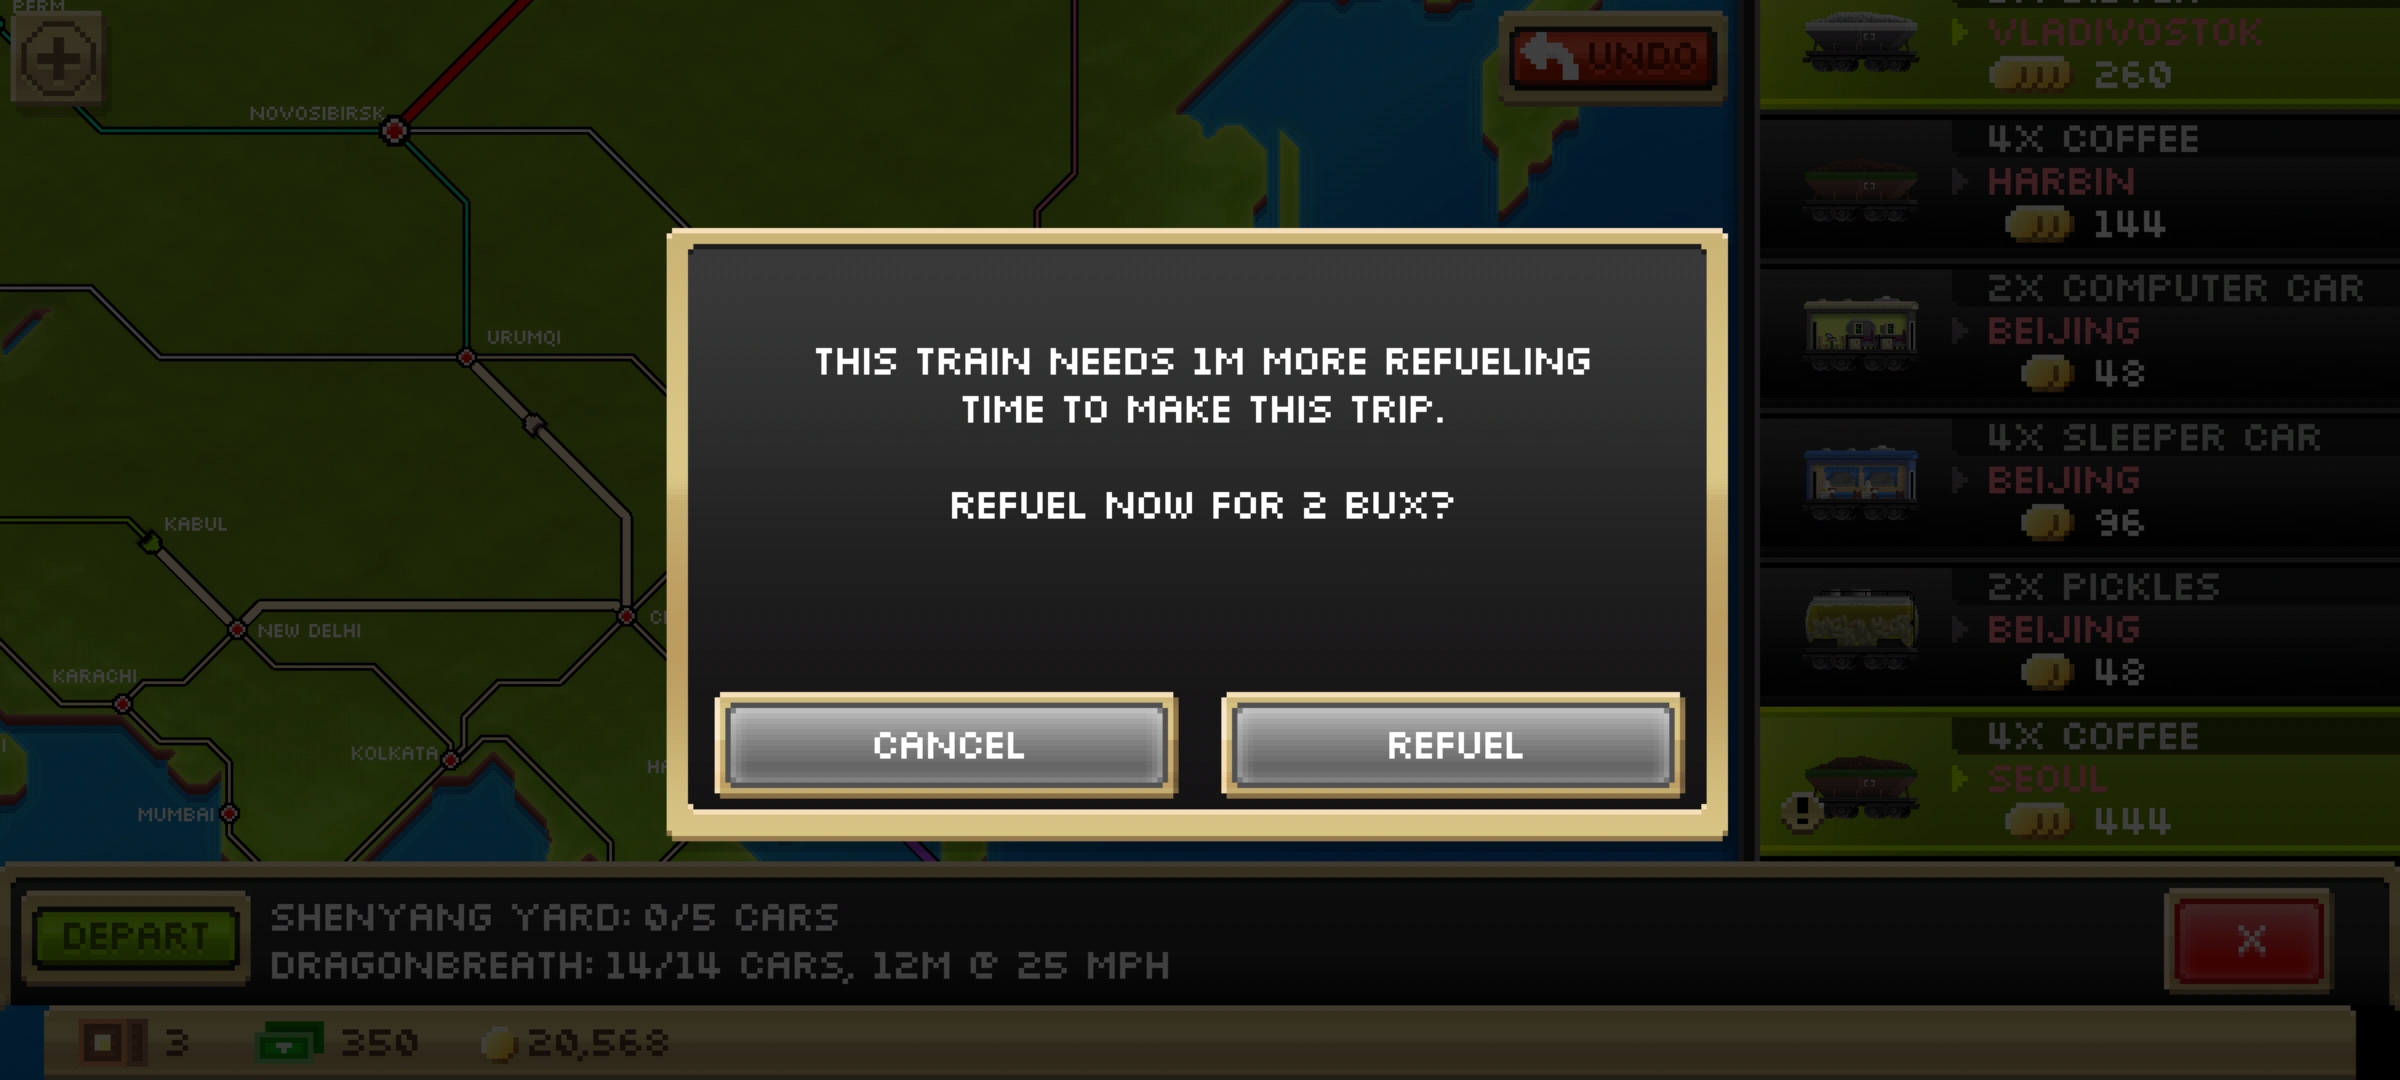 PERM
NOVOSIBIRSK
URUMQI
KABUL
NEW DELHI
KARACHI
KOLKATA
MUMBAI
UNDO
THIS TRAIN NEEDS 1M MORE REFUELING
TIME TO MAKE THIS TRIP.
REFUEL NOW FOR 2 BUX?
CANCEL
REFUEL
VLADIVOSTOK
260
4X COFFEE
HARBIN
144
2X COMPUTER CAR
BEIJING
48
4X SLEEPER CAR
BEIJING
96
2X PICKLES
BEIJING
48
4X COFFEE
SEOUL
444
DEPART
SHENYANG YARD: 0/5 CARS
DRAGONBREATH: 14/14 CARS, 12M @ 25 MPH
X
3
350
20,568